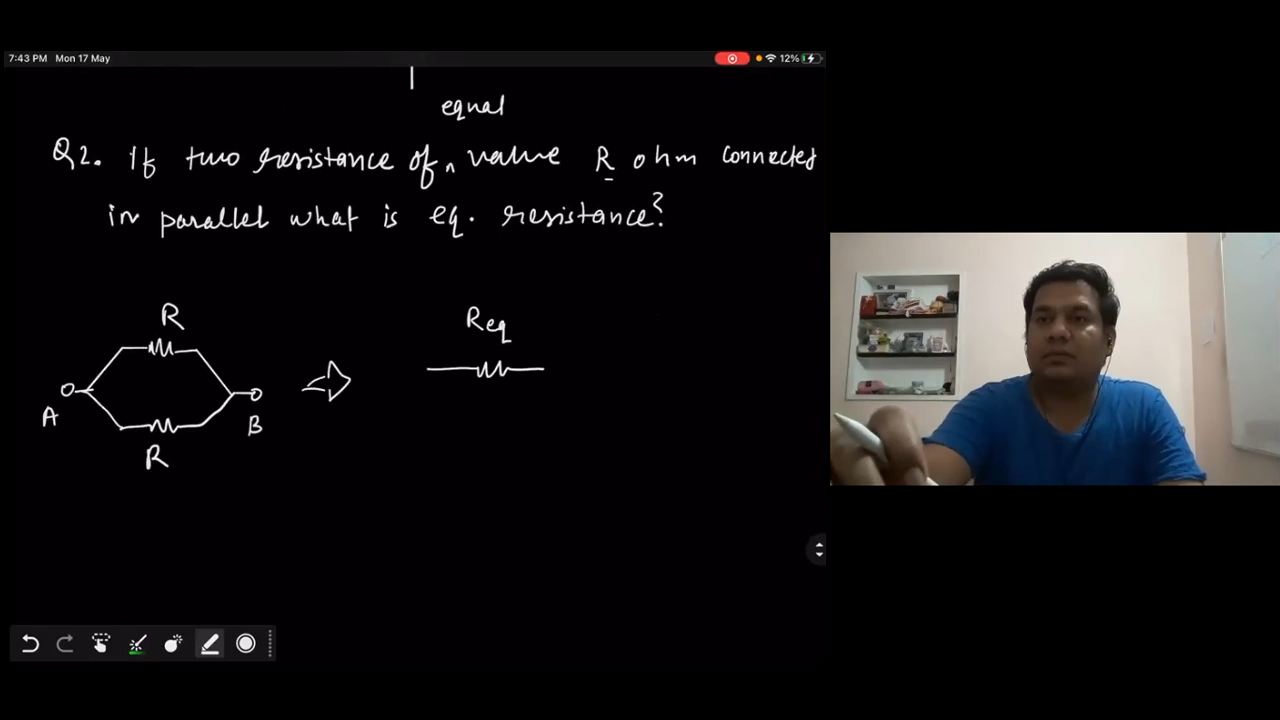 7:43 PM Mon 17 May 12%
equal
Q2. If two resistance of ^ value R ohm connected
in parallel what is eq. resistance?
R
Req
A
B
R